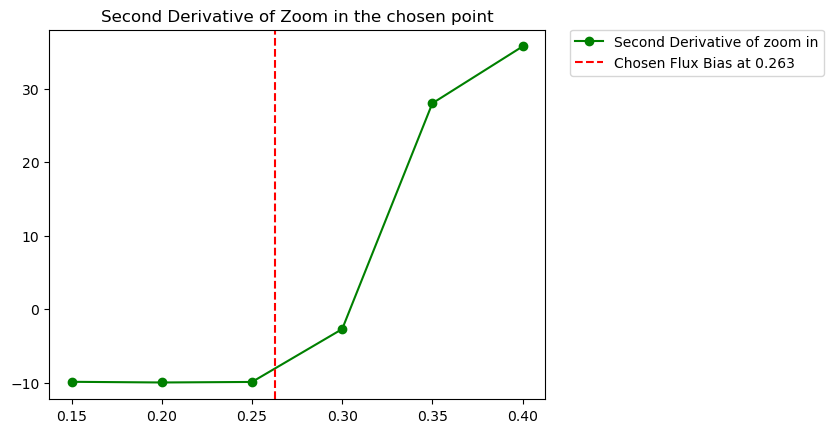 Second Derivative of Zoom in the chosen point
Second Derivative of zoom in
Chosen Flux Bias at 0.263
30
20
10
0
−10
0.15 0.20 0.25 0.30 0.35 0.40